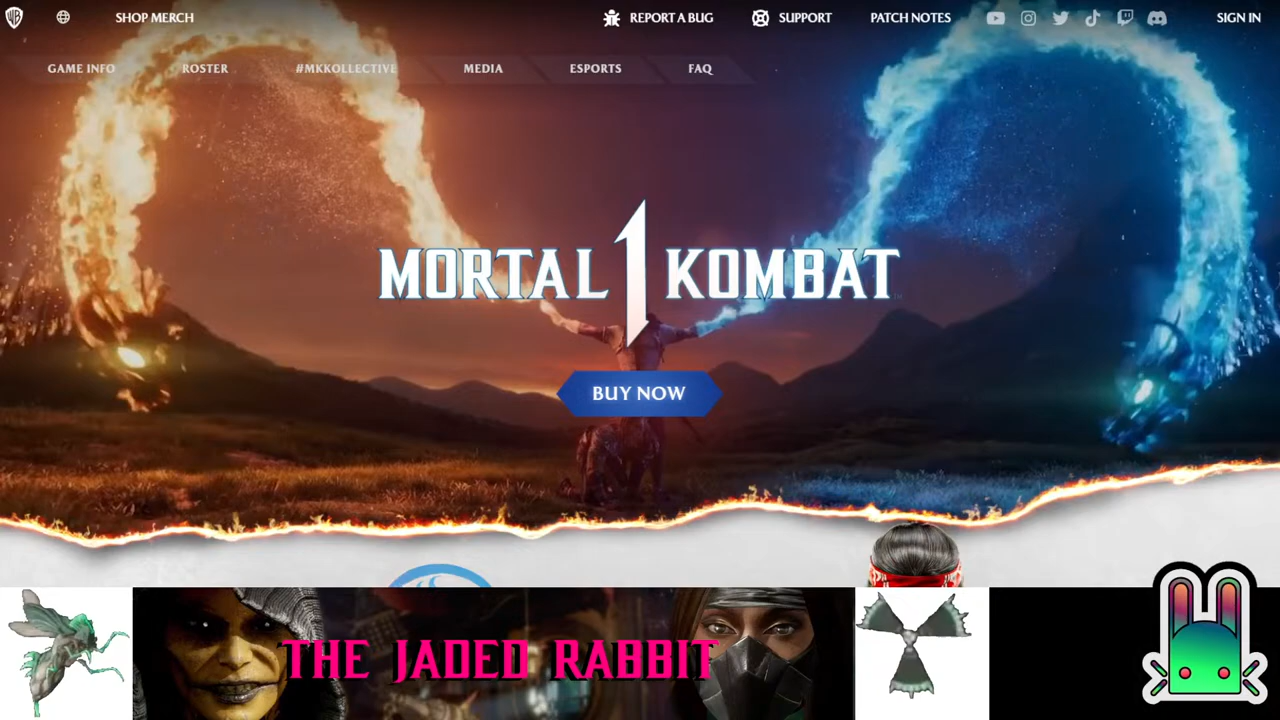 SHOP MERCH
REPORT A BUG
SUPPORT
PATCH NOTES
SIGN IN
GAME INFO
ROSTER
#MKKOLLECTIVE
MEDIA
ESPORTS
FAQ
MORTAL 1 KOMBAT
BUY NOW
THE JADED RABBIT